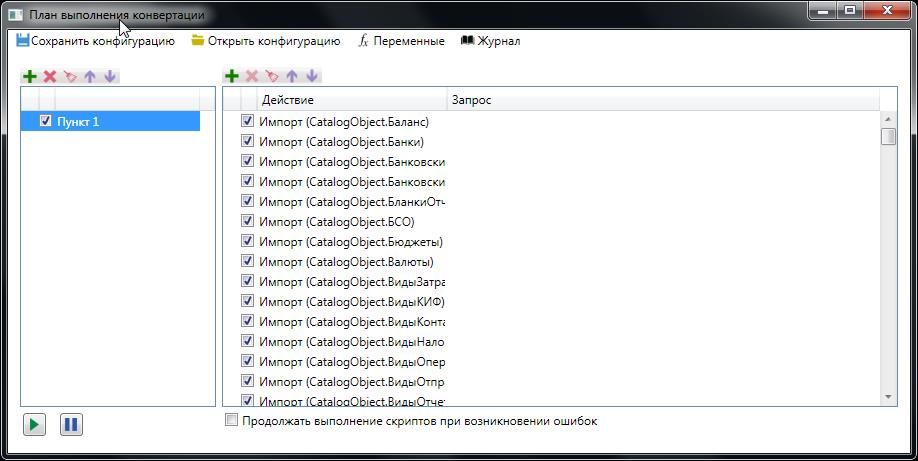 План выполнения конвертации
Сохранить конфигурацию Открыть конфигурацию fx Переменные Журнал
Действие Запрос
Пункт 1
Импорт (CatalogObject.Баланс)
Импорт (CatalogObject.Банки)
Импорт (CatalogObject.Банковски
Импорт (CatalogObject.Банковски
Импорт (CatalogObject.БланкиОтч
Импорт (CatalogObject.БСО)
Импорт (CatalogObject.Бюджеты)
Импорт (CatalogObject.Валюты)
Импорт (CatalogObject.ВидыЗатра
Импорт (CatalogObject.ВидыКИФ)
Импорт (CatalogObject.ВидыКонта
Импорт (CatalogObject.ВидыНало
Импорт (CatalogObject.ВидыОпер
Импорт (CatalogObject.ВидыОтпр
Импорт (CatalogObject.ВидыОтчет
Продолжать выполнение скриптов при возникновении ошибок